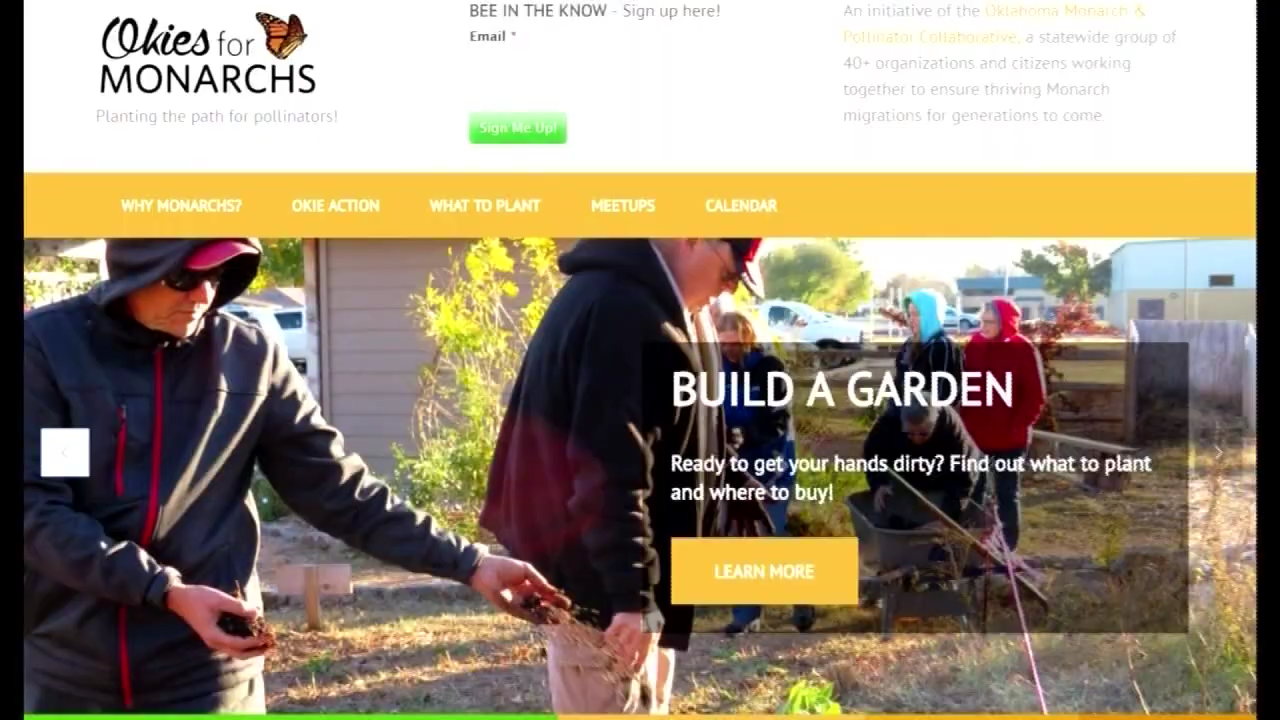 Okies for
MONARCHS
Planting the path for pollinators!
BEE IN THE KNOW - Sign up here!
Email *
Sign Me Up!
An initiative of the Oklahoma Monarch &
Pollinator Collaborative, a statewide group of
40+ organizations and citizens working
together to ensure thriving Monarch
migrations for generations to come.
WHY MONARCHS? OKIE ACTION WHAT TO PLANT MEETUPS CALENDAR
BUILD A GARDEN
Ready to get your hands dirty? Find out what to plant
and where to buy!
LEARN MORE